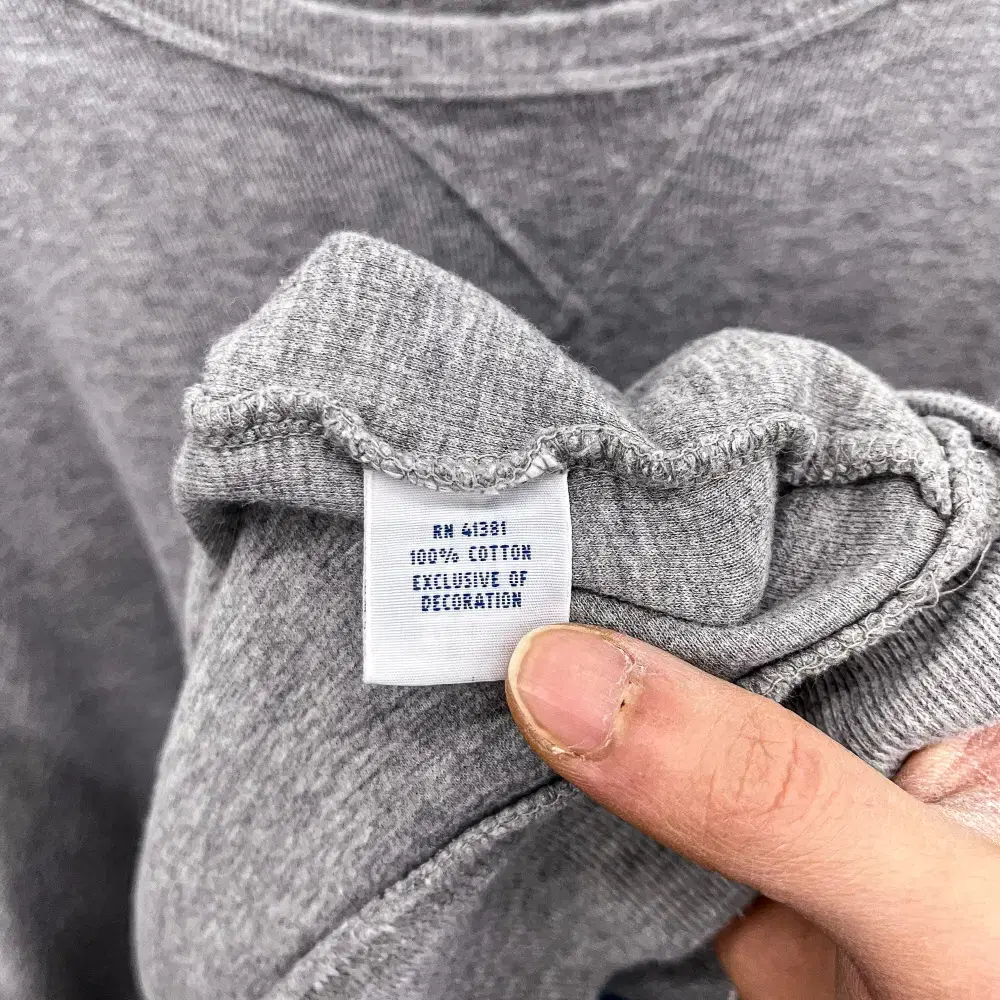 RN 41381
100% COTTON
EXCLUSIVE OF
DECORATION